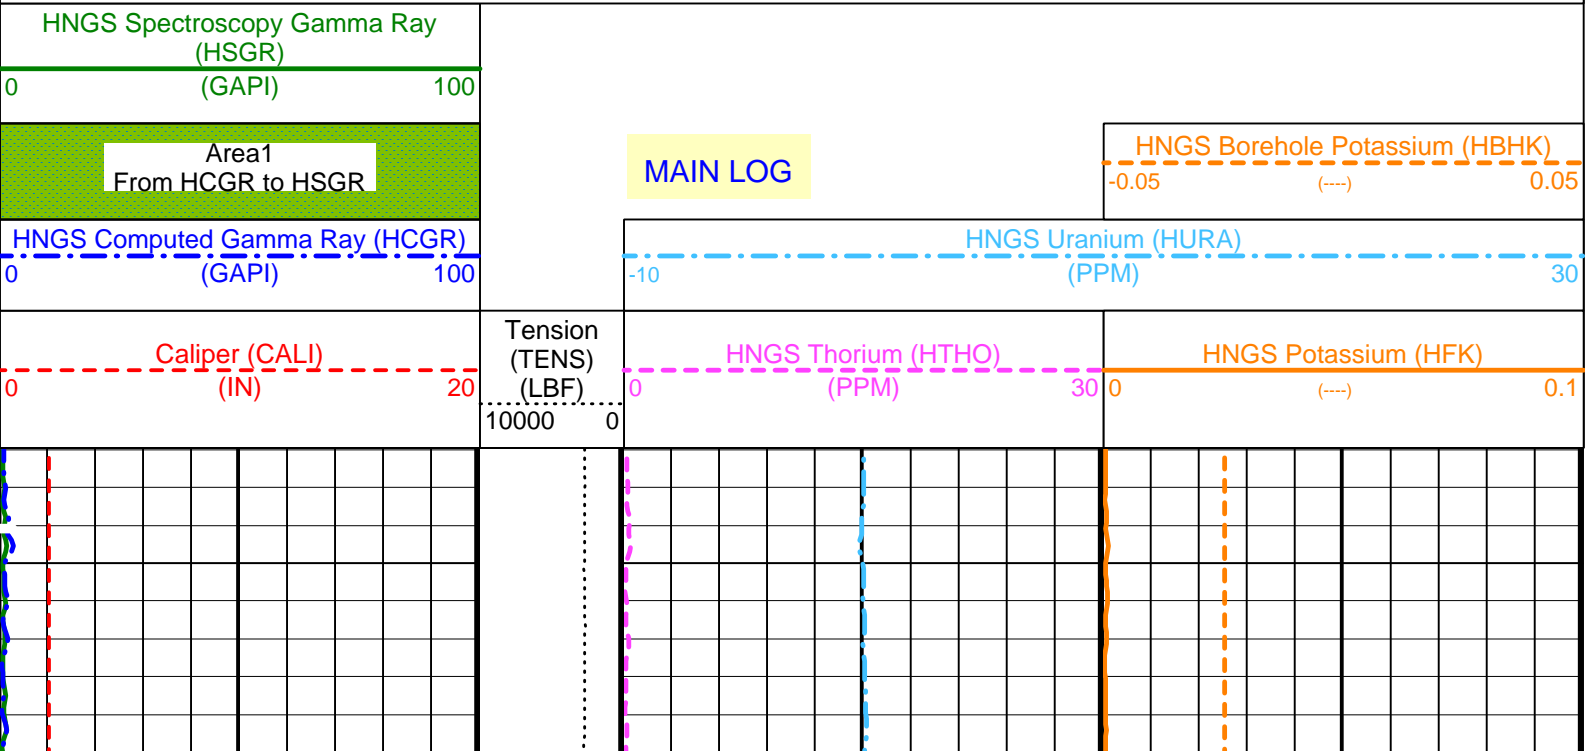 HNGS Spectroscopy Gamma Ray
(HSGR)
0 (GAPI) 100
Area1
From HCGR to HSGR
MAIN LOG
HNGS Borehole Potassium (HBHK)
-0.05 (----) 0.05
HNGS Computed Gamma Ray (HCGR)
0 (GAPI) 100
HNGS Uranium (HURA)
-10 (PPM) 30
Caliper (CALI)
0 (IN) 20
Tension
(TENS)
(LBF)
10000 0
HNGS Thorium (HTHO)
0 (PPM) 30
HNGS Potassium (HFK)
0 (----) 0.1